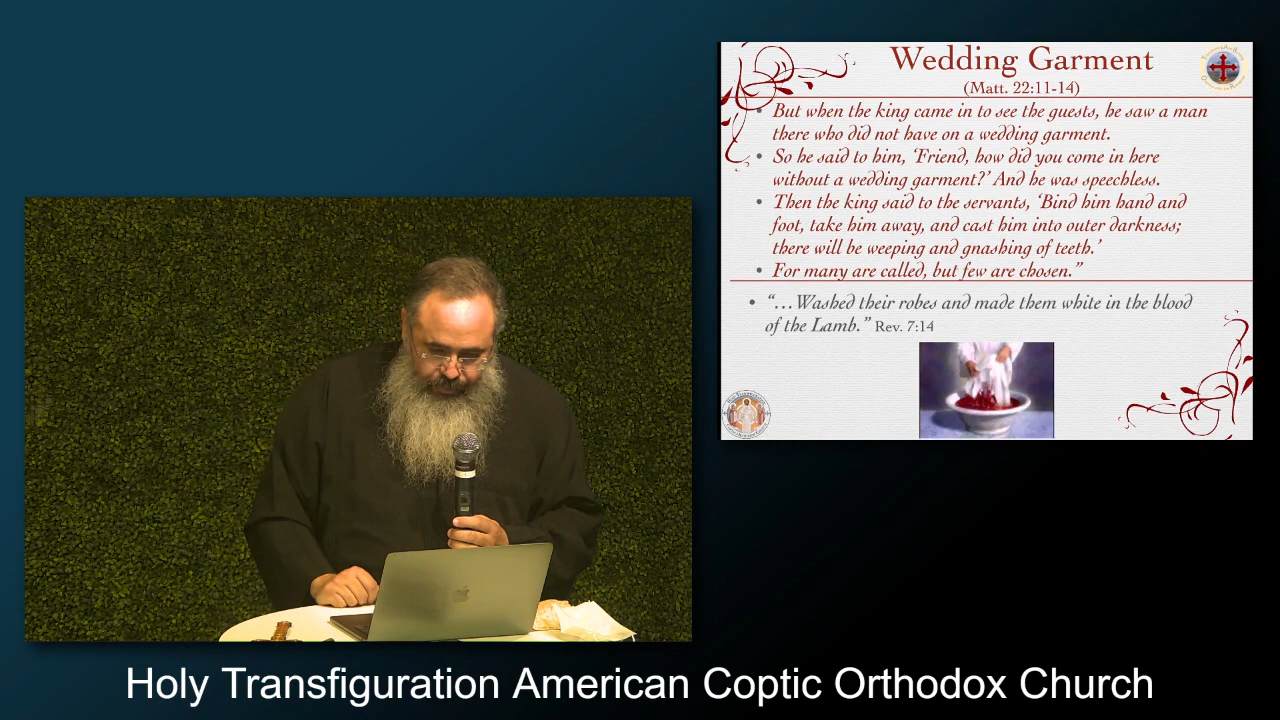 Wedding Garment
(Matt. 22:11-14)
• But when the king came in to see the guests, he saw a man
there who did not have on a wedding garment.
• So he said to him, ‘Friend, how did you come in here
without a wedding garment?’ And he was speechless.
• Then the king said to the servants, ‘Bind him hand and
foot, take him away, and cast him into outer darkness;
there will be weeping and gnashing of teeth.’
• For many are called, but few are chosen.”
• “…Washed their robes and made them white in the blood
of the Lamb.” Rev. 7:14
Holy Transfiguration American Coptic Orthodox Church